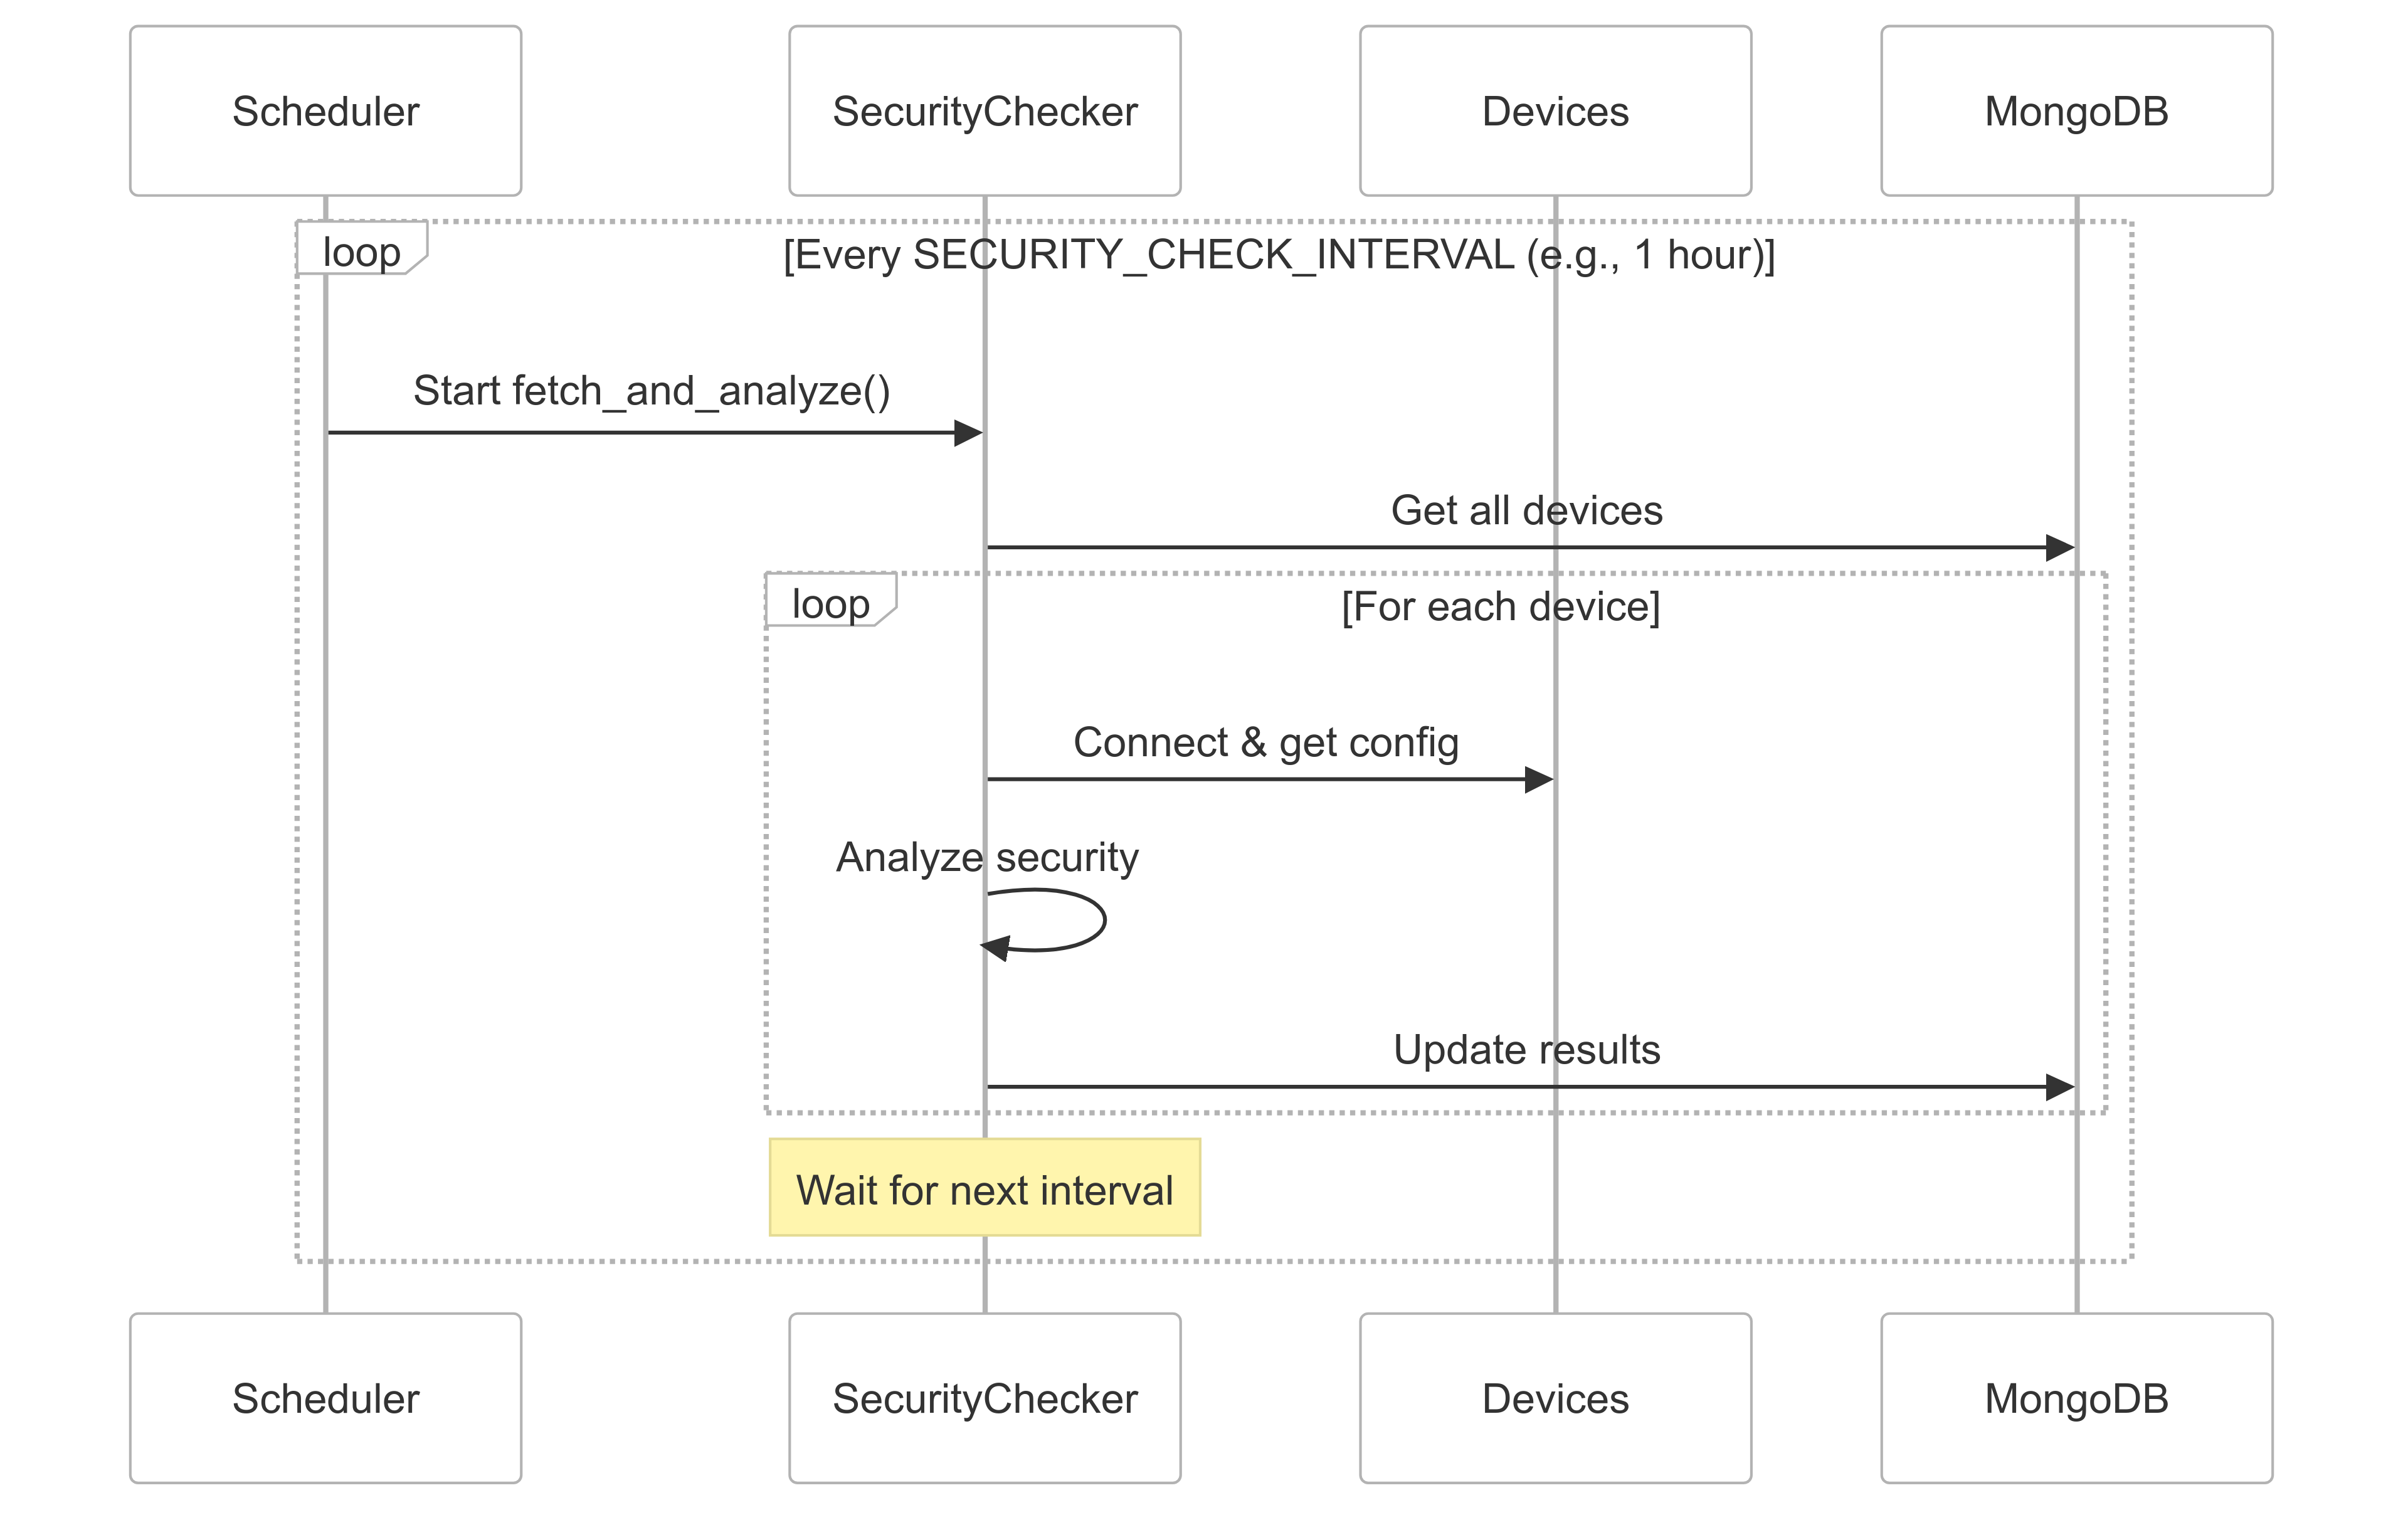 Scheduler
SecurityChecker
Devices
MongoDB
loop
[Every SECURITY_CHECK_INTERVAL (e.g., 1 hour)]
Start fetch_and_analyze()
Get all devices
loop
[For each device]
Connect & get config
Analyze security
Update results
Wait for next interval
Scheduler
SecurityChecker
Devices
MongoDB